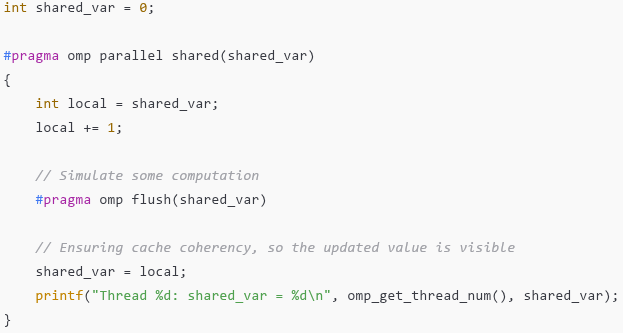 int shared_var = 0;
#pragma omp parallel shared(shared_var)
{
int local = shared_var;
local += 1;
// Simulate some computation
#pragma omp flush(shared_var)
// Ensuring cache coherency, so the updated value is visible
shared_var = local;
printf("Thread %d: shared_var = %d\n", omp_get_thread_num(), shared_var);
}